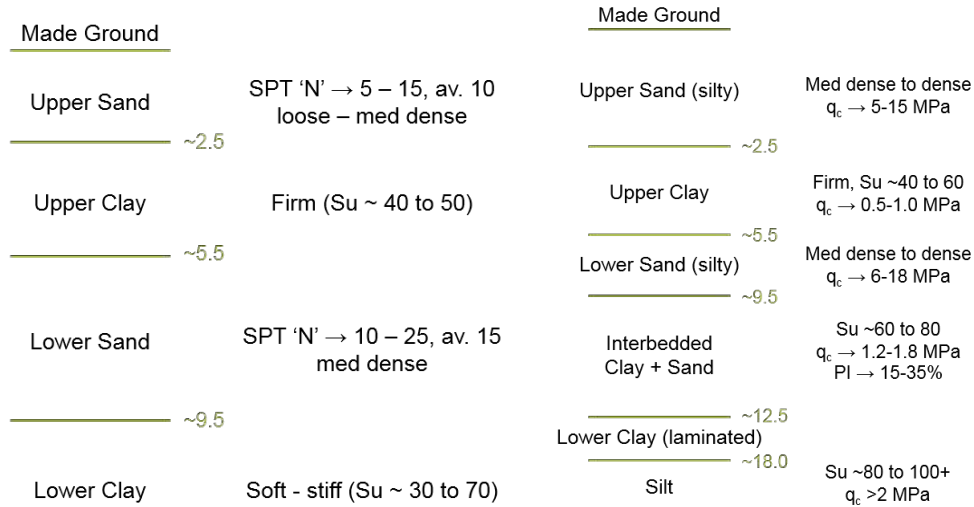 Made Ground
Upper Sand
SPT ‘N’ → 5 – 15, av. 10
loose – med dense
~2.5
Upper Clay
Firm (Su ~ 40 to 50)
~5.5
Lower Sand
SPT ‘N’ → 10 – 25, av. 15
med dense
~9.5
Lower Clay
Soft - stiff (Su ~ 30 to 70)
Made Ground
Upper Sand (silty)
Med dense to dense
qc → 5-15 MPa
~2.5
Upper Clay
Firm, Su ~40 to 60
qc → 0.5-1.0 MPa
~5.5
Lower Sand (silty)
Med dense to dense
qc → 6-18 MPa
~9.5
Interbedded
Clay + Sand
Su ~60 to 80
qc → 1.2-1.8 MPa
PI → 15-35%
~12.5
Lower Clay (laminated)
~18.0
Silt
Su ~80 to 100+
qc >2 MPa